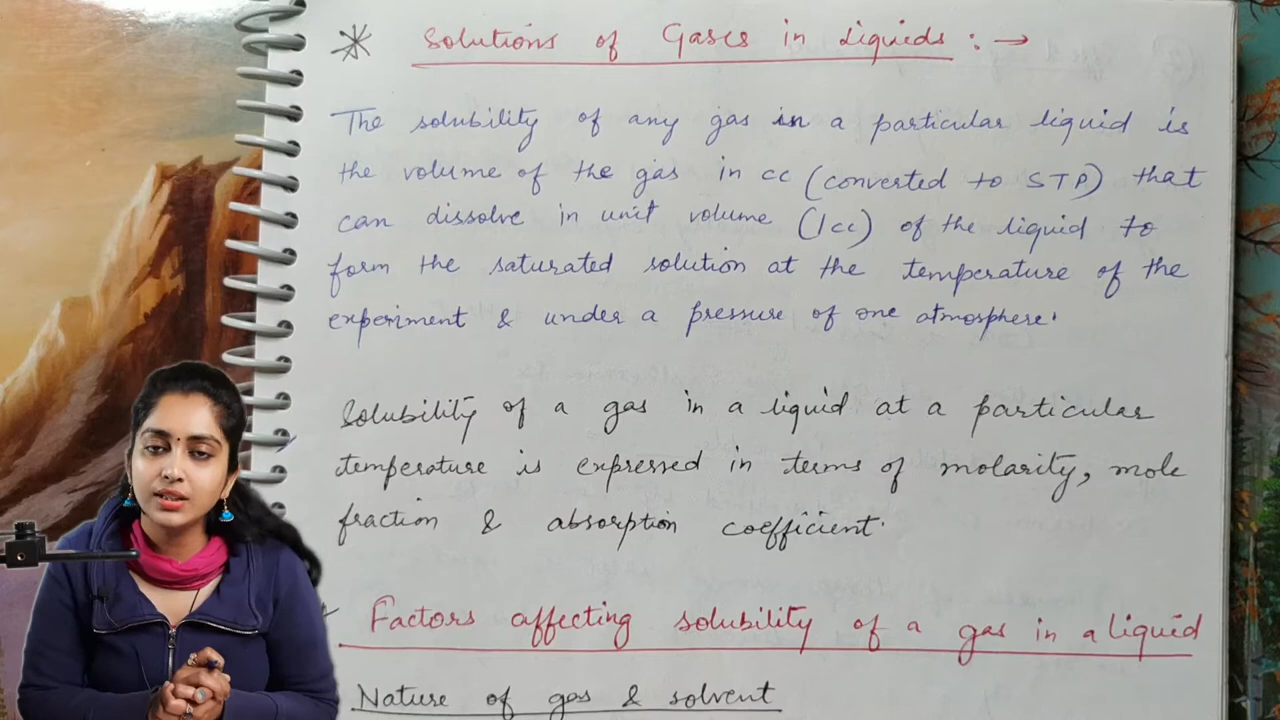 * Solutions of Gases in Liquids : →
The solubility of any gas in a particular liquid is
the volume of the gas in cc (converted to STP) that
can dissolve in unit volume (1cc) of the liquid to
form the saturated solution at the temperature of the
experiment & under a pressure of one atmosphere.
Solubility of a gas in a liquid at a particular
temperature is expressed in terms of molarity, mole
fraction & absorption coefficient.
Factors affecting solubility of a gas in a liquid
Nature of gas & solvent